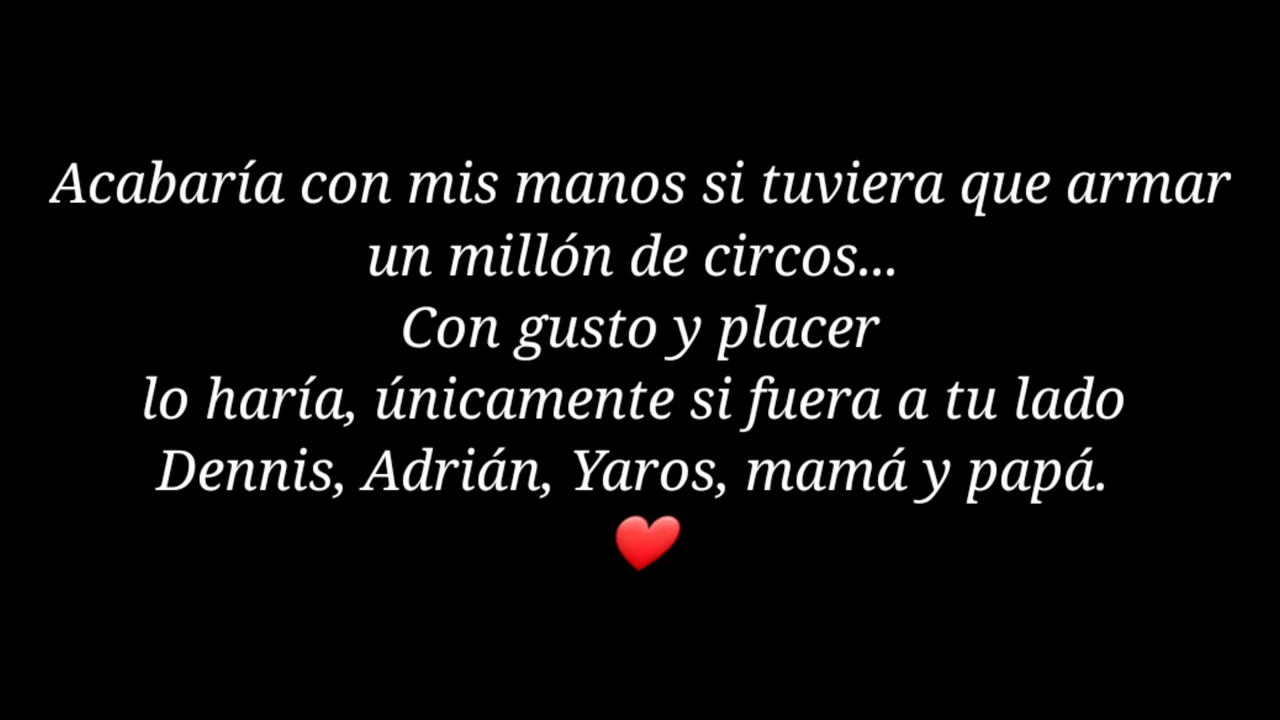 Acabaría con mis manos si tuviera que armar
un millón de circos...
Con gusto y placer
lo haría, únicamente si fuera a tu lado
Dennis, Adrián, Yaros, mamá y papá.
❤️